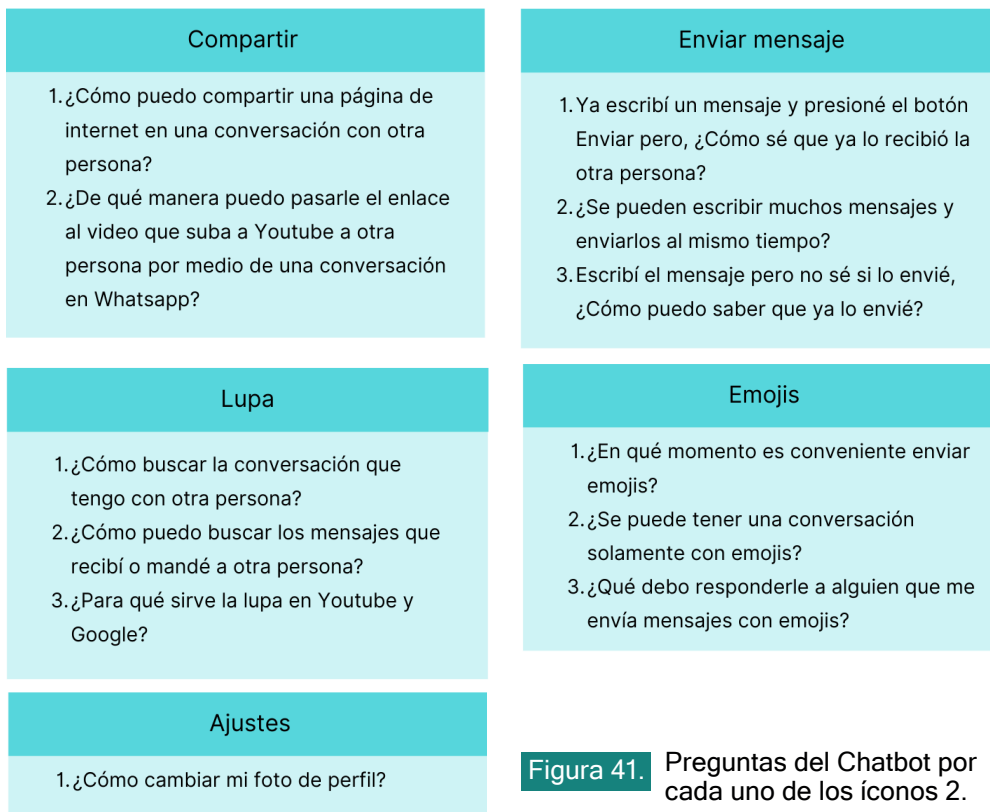 Compartir
1. ¿Cómo puedo compartir una página de
internet en una conversación con otra
persona?
2. ¿De qué manera puedo pasarle el enlace
al video que suba a Youtube a otra
persona por medio de una conversación
en Whatsapp?
Enviar mensaje
1. Ya escribí un mensaje y presioné el botón
Enviar pero, ¿Cómo sé que ya lo recibió la
otra persona?
2. ¿Se pueden escribir muchos mensajes y
enviarlos al mismo tiempo?
3. Escribí el mensaje pero no sé si lo envié,
¿Cómo puedo saber que ya lo envié?
Lupa
1. ¿Cómo buscar la conversación que
tengo con otra persona?
2. ¿Cómo puedo buscar los mensajes que
recibí o mandé a otra persona?
3. ¿Para qué sirve la lupa en Youtube y
Google?
Emojis
1. ¿En qué momento es conveniente enviar
emojis?
2. ¿Se puede tener una conversación
solamente con emojis?
3. ¿Qué debo responderle a alguien que me
envía mensajes con emojis?
Ajustes
1. ¿Cómo cambiar mi foto de perfil?
Figura 41. Preguntas del Chatbot por
cada uno de los íconos 2.